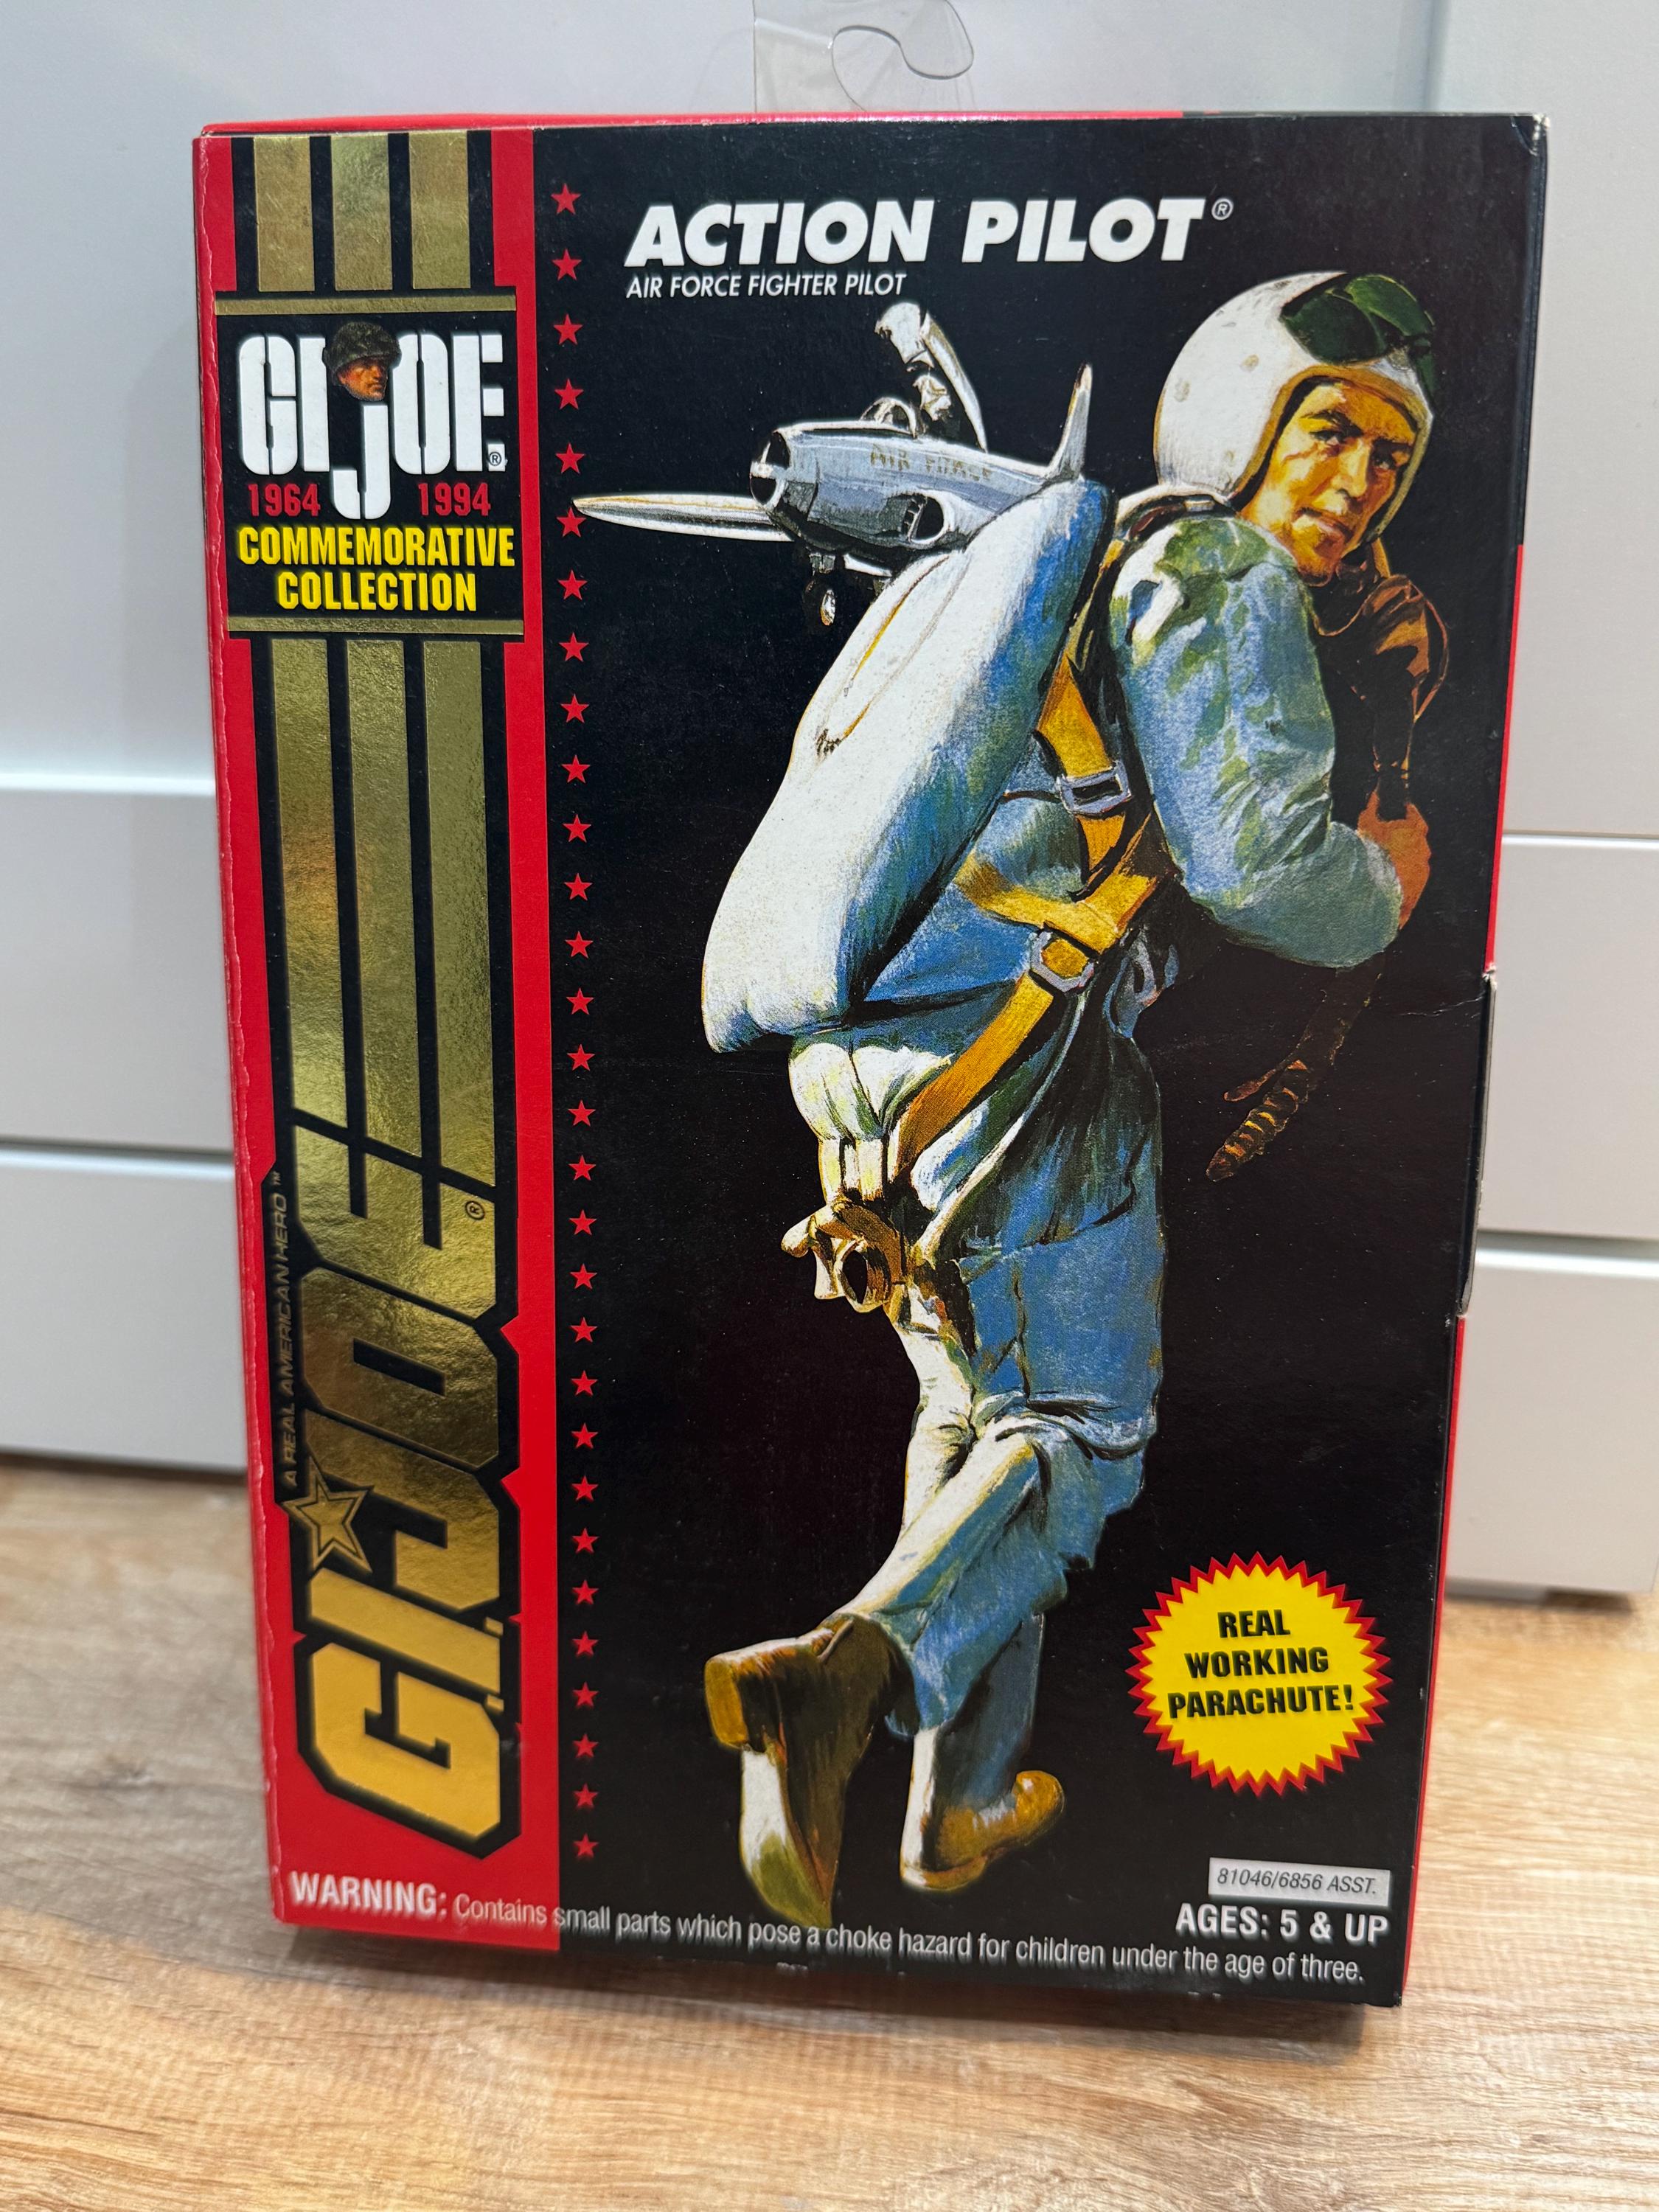 ACTION PILOT®
AIR FORCE FIGHTER PILOT
GI JOE®
1964 1994
COMMEMORATIVE
COLLECTION
AIR FORCE
A REAL AMERICAN HERO™
G.I. JOE®
REAL
WORKING
PARACHUTE!
81046/6856 ASST.
AGES: 5 & UP
WARNING: Contains small parts which pose a choke hazard for children under the age of three.